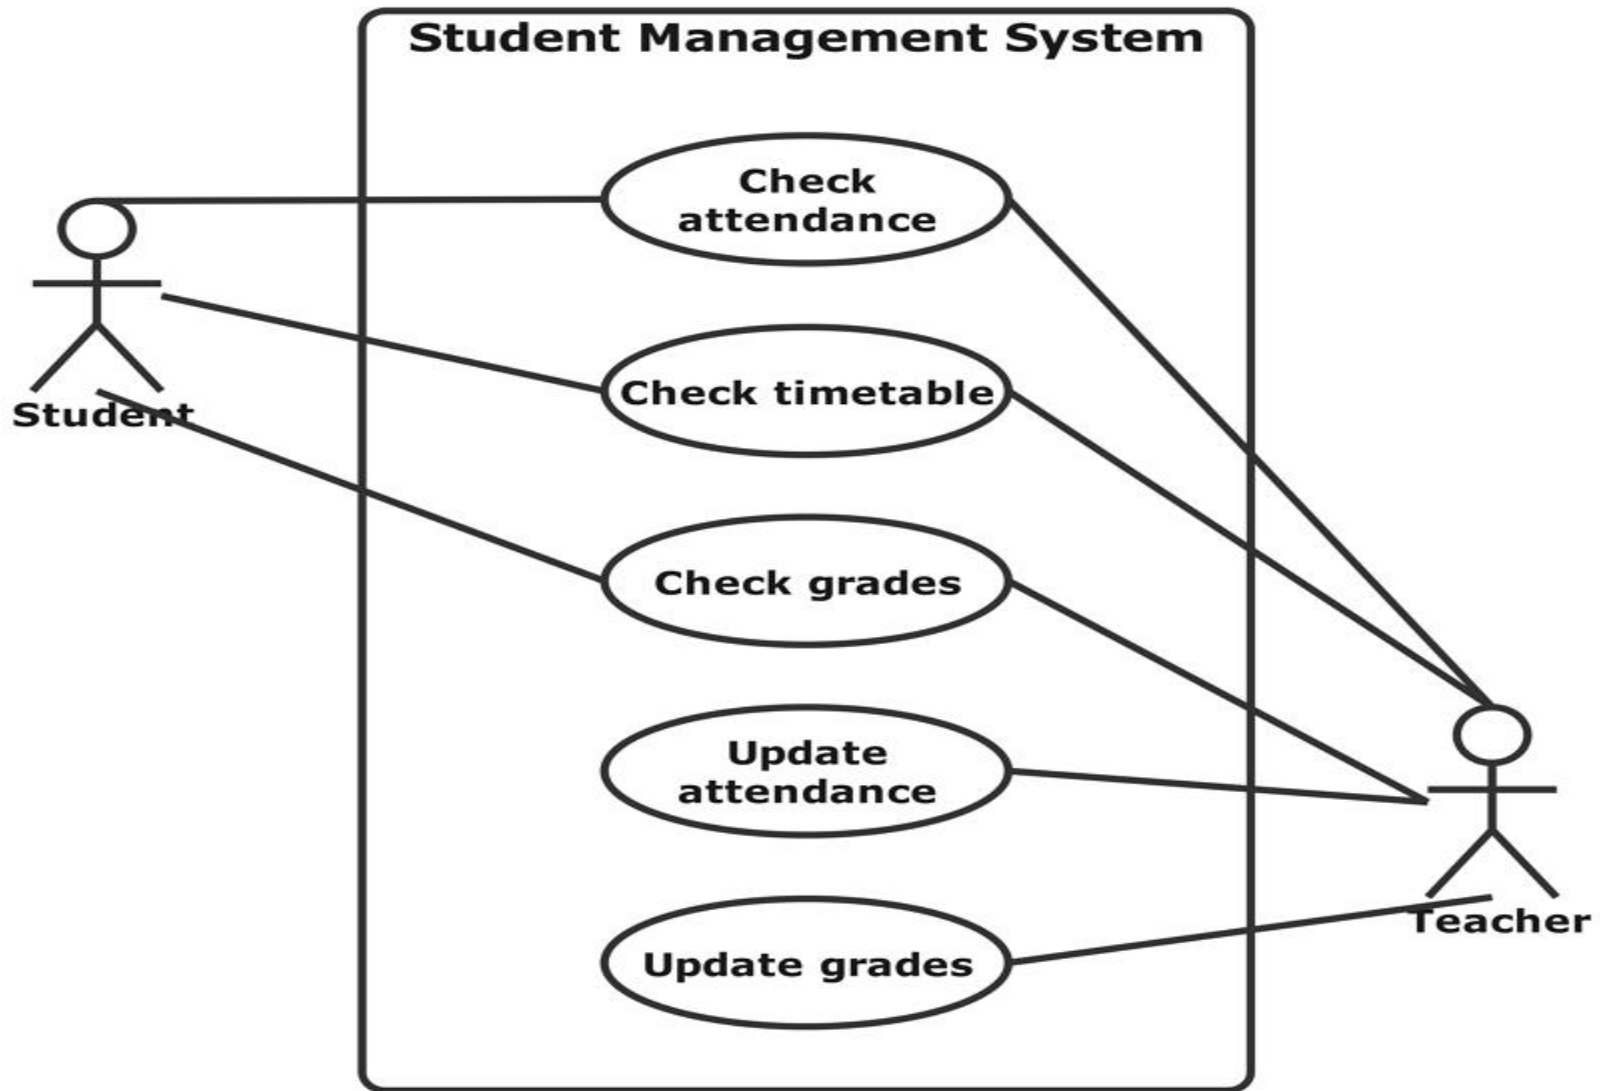 Student Management System
Check
attendance
Check timetable
Student
Check grades
Update
attendance
Teacher
Update grades